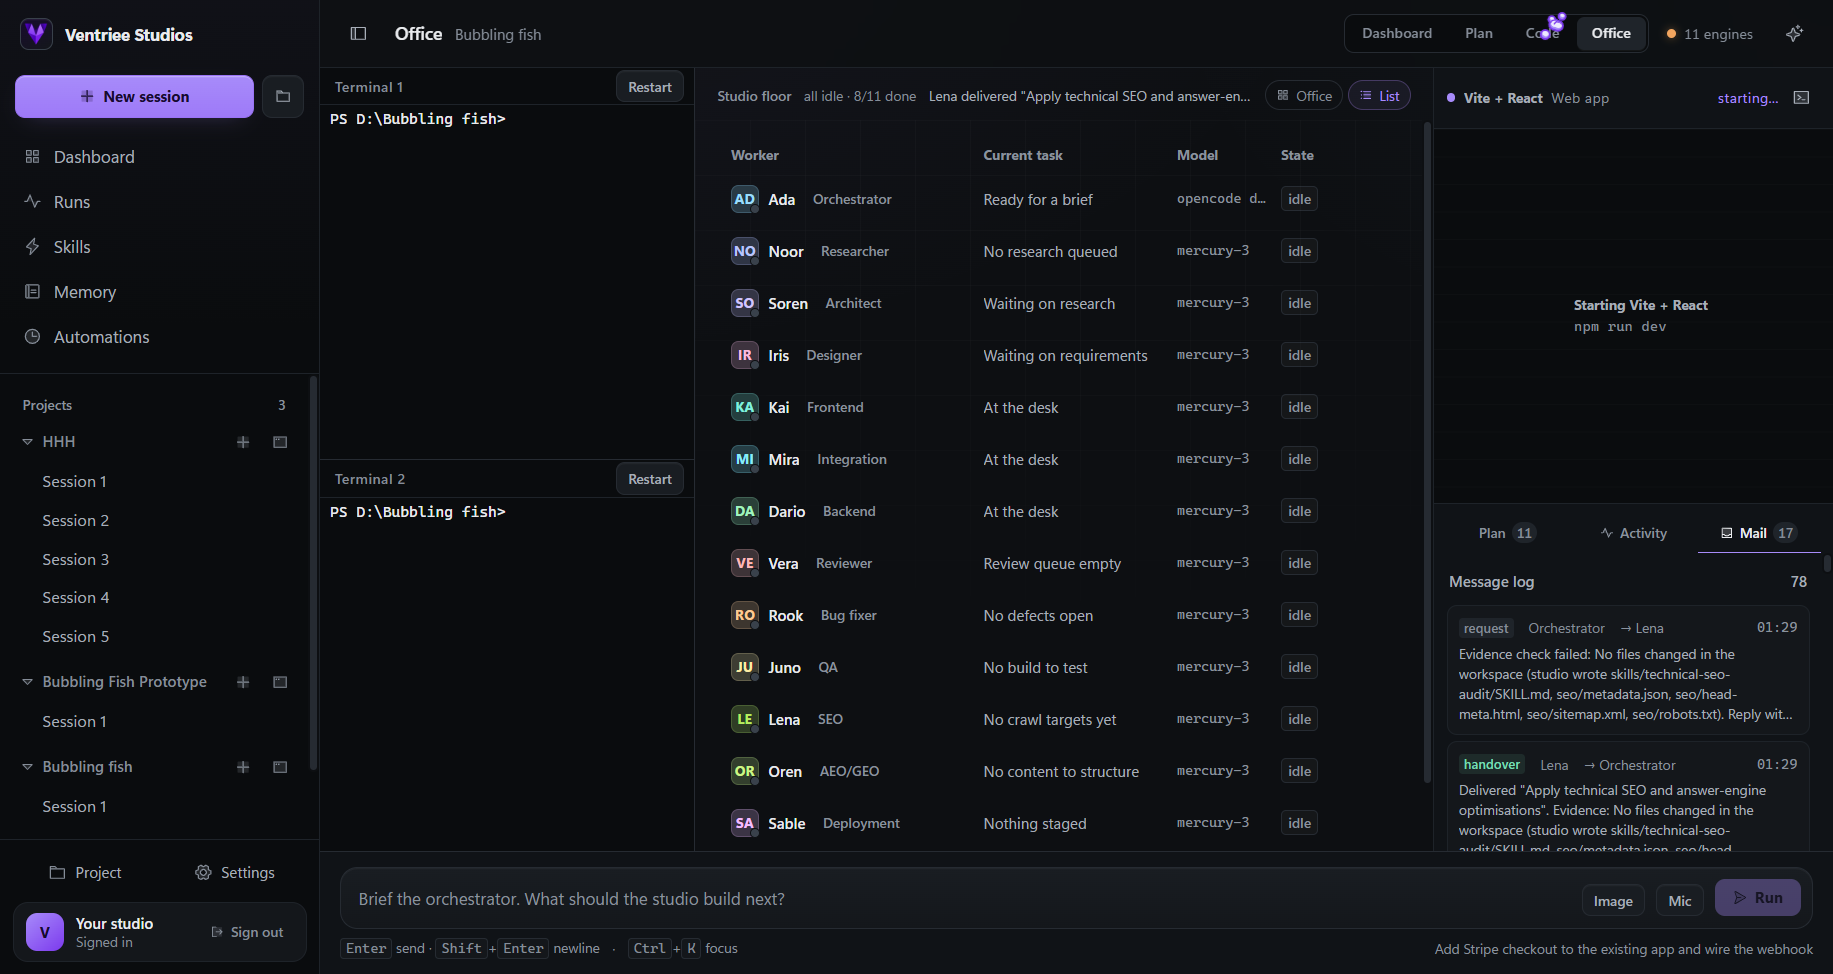 Ventriee Studios
New session
Dashboard
Runs
Skills
Memory
Automations
Projects 3
HHH
Session 1
Session 2
Session 3
Session 4
Session 5
Bubbling Fish Prototype
Session 1
Bubbling fish
Session 1
Project Settings
V
Your studio
Signed in
Sign out
Office Bubbling fish
Dashboard Plan Code Office
11 engines
Terminal 1 Restart
PS D:\Bubbling fish>
Terminal 2 Restart
PS D:\Bubbling fish>
Studio floor all idle · 8/11 done Lena delivered "Apply technical SEO and answer-en... Office List
Worker Current task Model State
AD Ada Orchestrator Ready for a brief opencode d… idle
NO Noor Researcher No research queued mercury-3 idle
SO Soren Architect Waiting on research mercury-3 idle
IR Iris Designer Waiting on requirements mercury-3 idle
KA Kai Frontend At the desk mercury-3 idle
MI Mira Integration At the desk mercury-3 idle
DA Dario Backend At the desk mercury-3 idle
VE Vera Reviewer Review queue empty mercury-3 idle
RO Rook Bug fixer No defects open mercury-3 idle
JU Juno QA No build to test mercury-3 idle
LE Lena SEO No crawl targets yet mercury-3 idle
OR Oren AEO/GEO No content to structure mercury-3 idle
SA Sable Deployment Nothing staged mercury-3 idle
Vite + React Web app starting...
Starting Vite + React
npm run dev
Plan 11 Activity Mail 17
Message log 78
request Orchestrator → Lena 01:29
Evidence check failed: No files changed in the
workspace (studio wrote skills/technical-seo-
audit/SKILL.md, seo/metadata.json, seo/head-
meta.html, seo/sitemap.xml, seo/robots.txt). Reply wit...
handover Lena → Orchestrator 01:29
Delivered "Apply technical SEO and answer-engine
optimisations". Evidence: No files changed in the
workspace (studio wrote skills/technical-seo-
audit/SKILL.md, seo/metadata.json, seo/head-
Brief the orchestrator. What should the studio build next?
Image Mic Run
Enter send · Shift + Enter newline · Ctrl + K focus
Add Stripe checkout to the existing app and wire the webhook